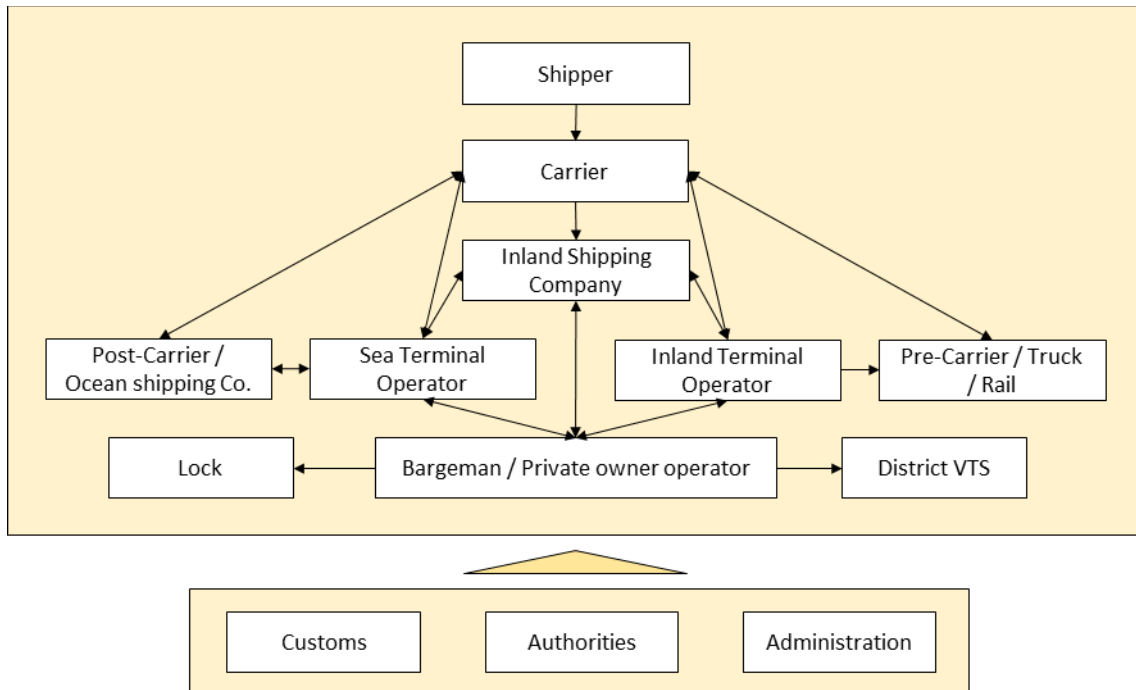 Shipper
Carrier
Inland Shipping
Company
Post-Carrier /
Ocean shipping Co.
Sea Terminal
Operator
Inland Terminal
Operator
Pre-Carrier / Truck
/ Rail
Lock
Bargeman / Private owner operator
District VTS
Customs
Authorities
Administration